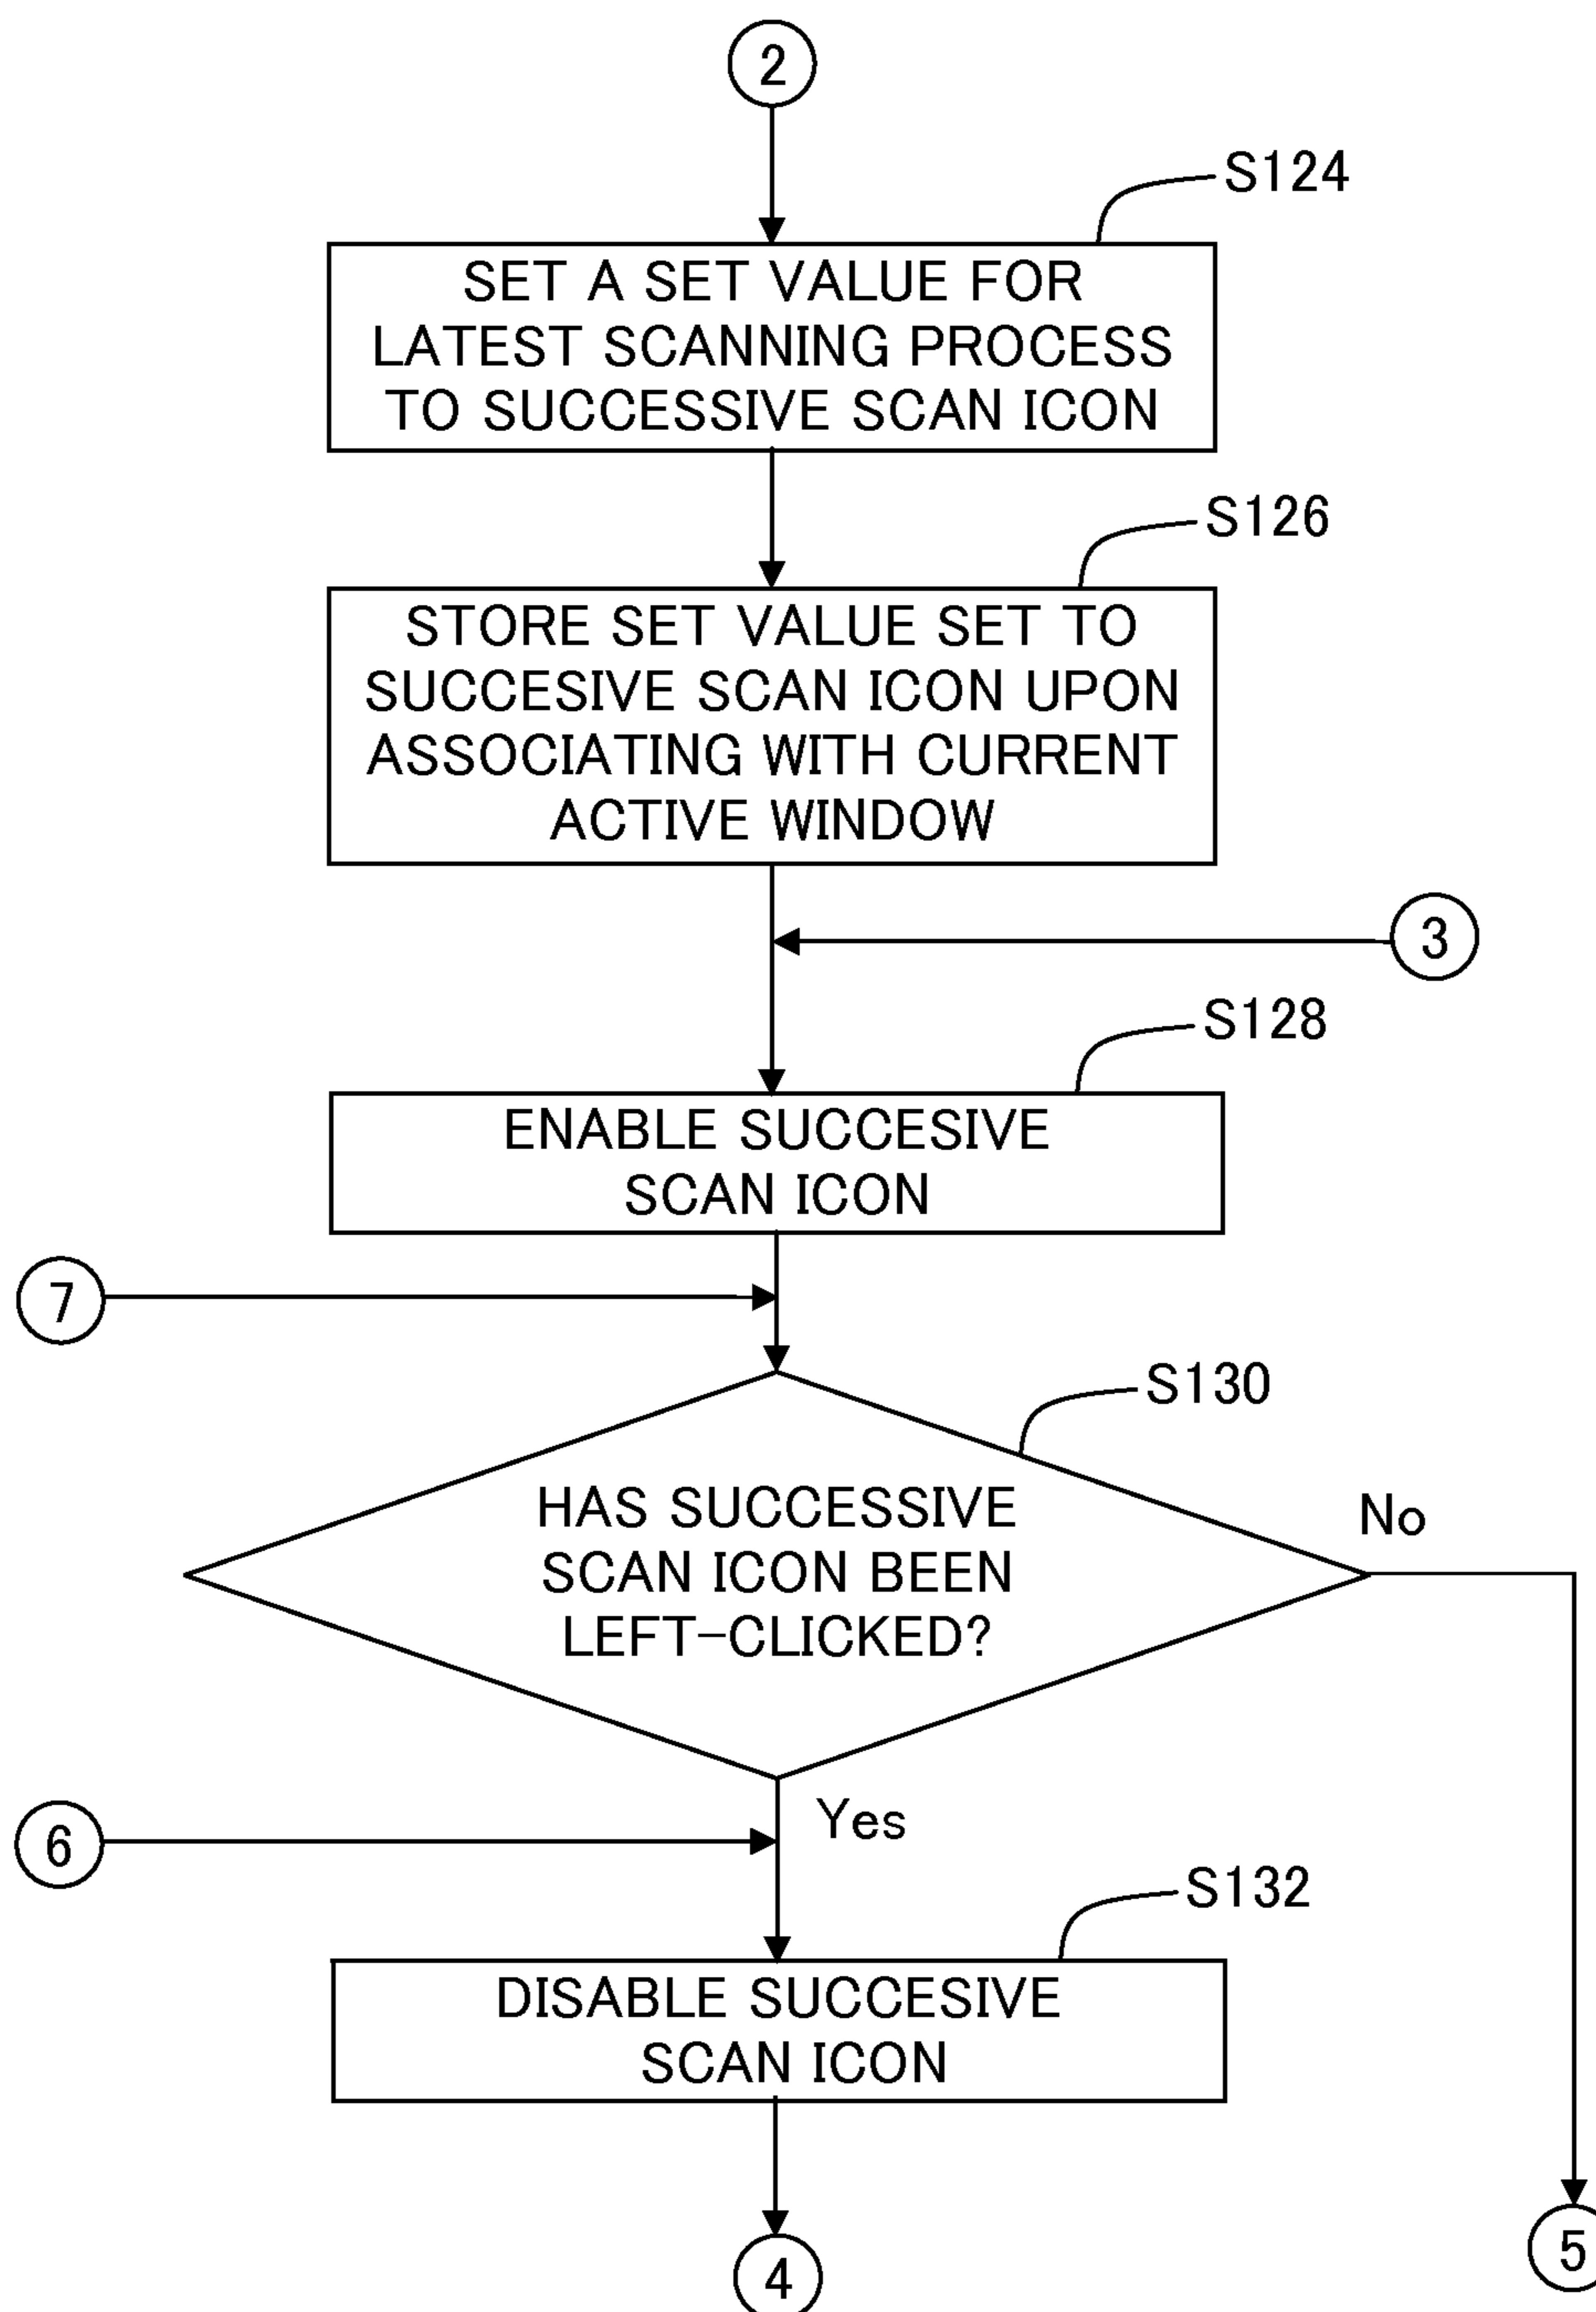 2
S124
SET A SET VALUE FOR
LATEST SCANNING PROCESS
TO SUCCESSIVE SCAN ICON
S126
STORE SET VALUE SET TO
SUCCESIVE SCAN ICON UPON
ASSOCIATING WITH CURRENT
ACTIVE WINDOW
3
S128
ENABLE SUCCESIVE
SCAN ICON
7
S130
HAS SUCCESSIVE
SCAN ICON BEEN
LEFT-CLICKED?
No
Yes
6
S132
DISABLE SUCCESIVE
SCAN ICON
4
5